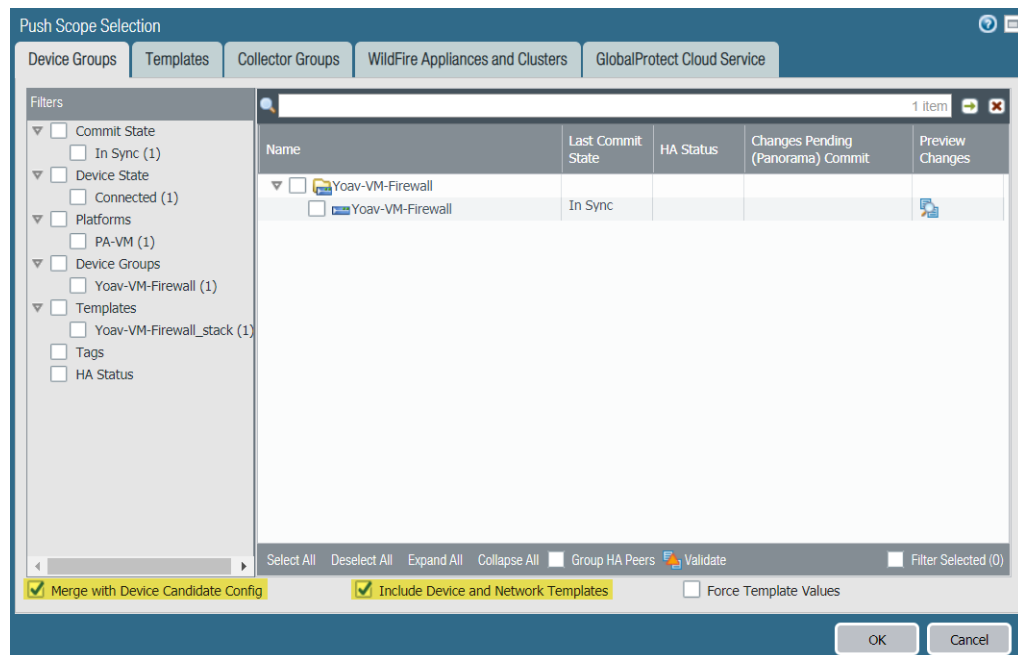 Push Scope Selection
Device Groups Templates Collector Groups WildFire Appliances and Clusters GlobalProtect Cloud Service
Filters
Commit State
In Sync (1)
Device State
Connected (1)
Platforms
PA-VM (1)
Device Groups
Yoav-VM-Firewall (1)
Templates
Yoav-VM-Firewall_stack (1)
Tags
HA Status
1 item
Name Last Commit State HA Status Changes Pending (Panorama) Commit Preview Changes
Yoav-VM-Firewall
Yoav-VM-Firewall In Sync
Select All Deselect All Expand All Collapse All Group HA Peers Validate Filter Selected (0)
Merge with Device Candidate Config Include Device and Network Templates Force Template Values
OK Cancel